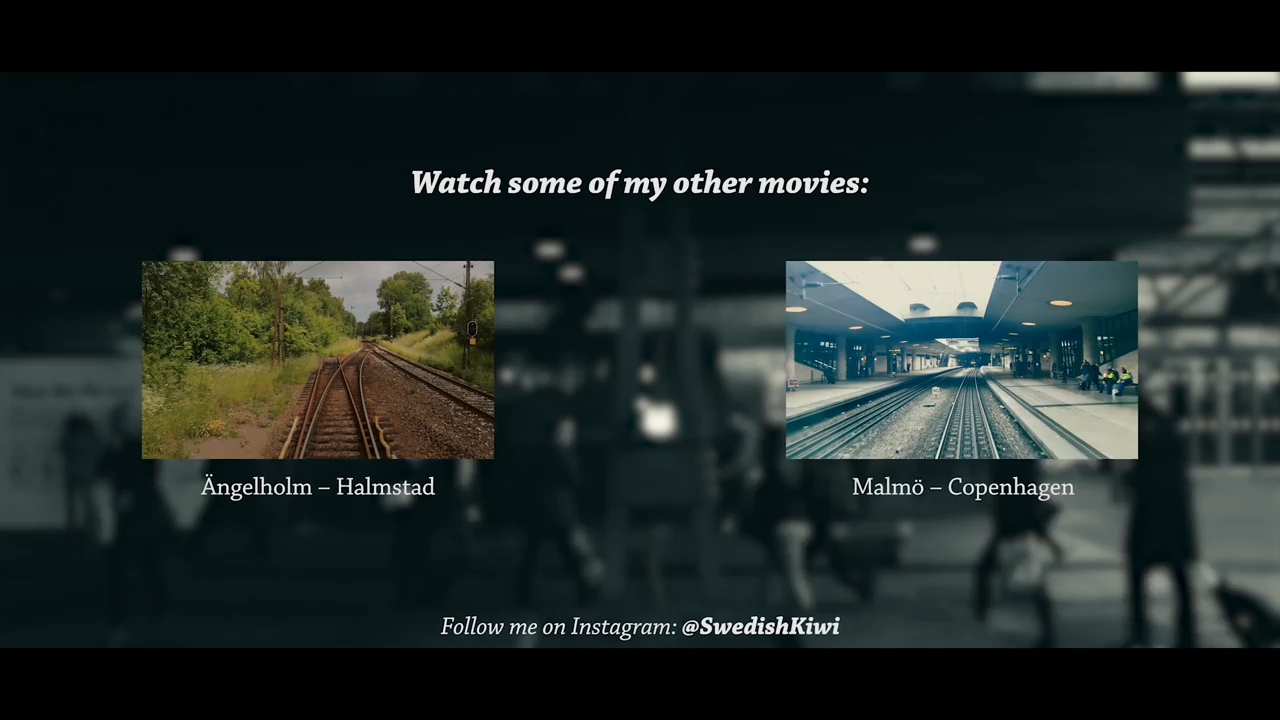 Watch some of my other movies:
Ängelholm – Halmstad
Malmö – Copenhagen
Follow me on Instagram: @SwedishKiwi